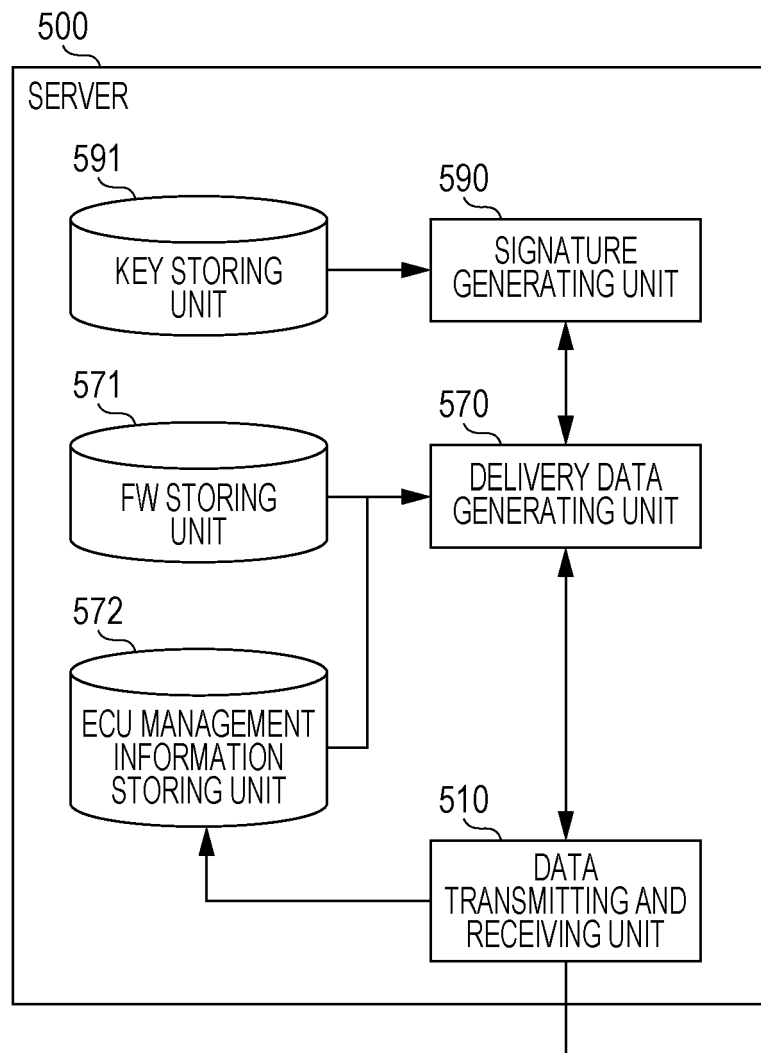 500
SERVER
591
KEY STORING
UNIT
590
SIGNATURE
GENERATING UNIT
571
FW STORING
UNIT
570
DELIVERY DATA
GENERATING UNIT
572
ECU MANAGEMENT
INFORMATION
STORING UNIT
510
DATA
TRANSMITTING AND
RECEIVING UNIT